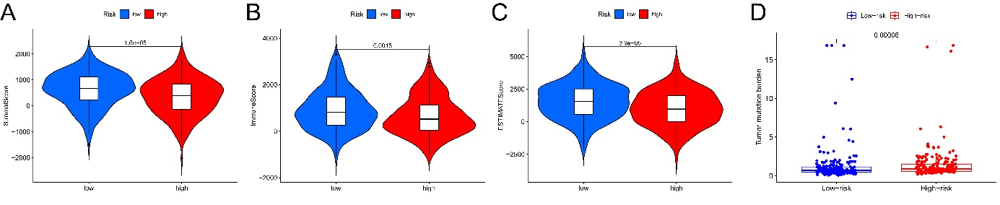 A
Risk low high
StromalScore
2000
1000
0
−1000
−2000
1.6e−05
low high
B
Risk low high
ImmuneScore
4000
2000
0
−2000
0.0015
low high
C
Risk low high
ESTIMATEScore
5000
2500
0
−2500
3.9e−05
low high
D
Low−risk High−risk
Tumor mutation burden
15
10
5
0
0.00066
Low−risk High−risk